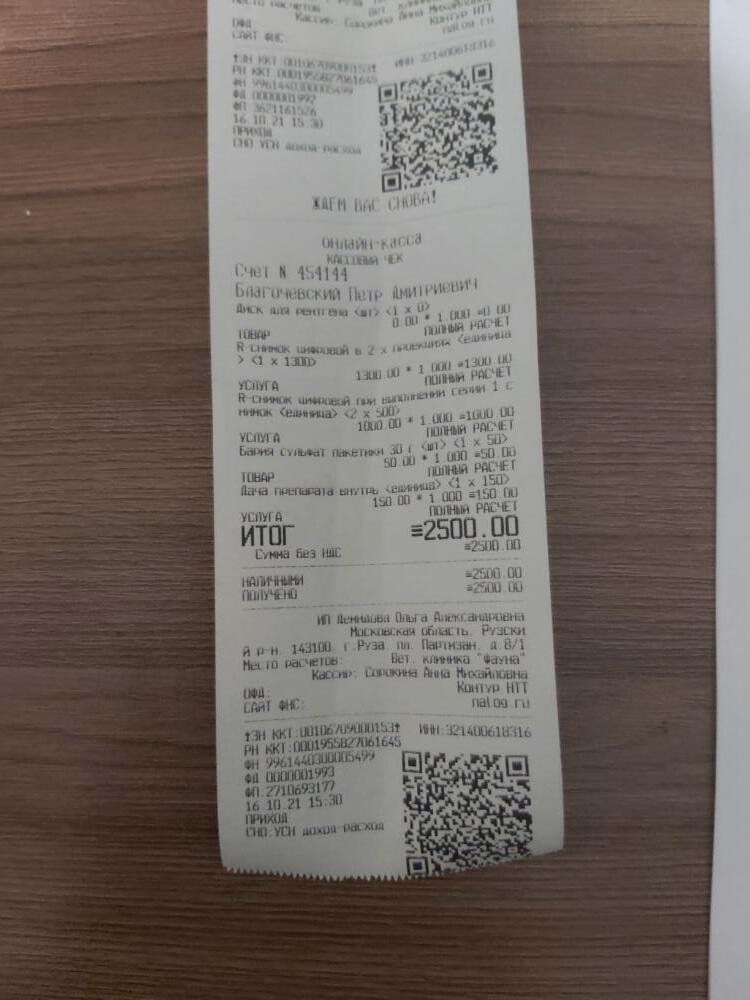 Кассир: Сорокина Анна Михайловна
ОФД: Контур НТТ
САЙТ ФНС: nalog.ru
ИНН:321400618316
ЗН ККТ:00106709000153
РН ККТ:0001955827061645
ФН 9961440300005499
ФД 0000001992
ФП 3621161526
16.10.21 15:30
ПРИХОД
СНО:УСН доход-расход
ЖДЕМ ВАС СНОВА!
ОНЛАЙН-КАССА
КАССОВЫЙ ЧЕК
Счет N 454144
Благочевский Петр Дмитриевич
Диск для рентгена <шт> <1 x 0>
0.00 * 1.000 =0.00
ПОЛНЫЙ РАСЧЕТ
ТОВАР
R-снимок цифровой в 2 х проекциях <единица
> <1 x 1300>
1300.00 * 1.000 =1300.00
ПОЛНЫЙ РАСЧЕТ
УСЛУГА
R-снимок цифровой при выполнении серии 1 с
нимок <единица> <2 x 500>
1000.00 * 1.000 =1000.00
ПОЛНЫЙ РАСЧЕТ
УСЛУГА
Бария сульфат пакетики 30 г <шт> <1 x 50>
50.00 * 1.000 =50.00
ПОЛНЫЙ РАСЧЕТ
ТОВАР
Дача препарата внутрь <единица> <1 x 150>
150.00 * 1.000 =150.00
ПОЛНЫЙ РАСЧЕТ
УСЛУГА
ИТОГ =2500.00
Сумма без НДС =2500.00
НАЛИЧНЫМИ =2500.00
ПОЛУЧЕНО =2500.00
ИП Демидова Ольга Александровна
Московская область, Рузски
й р-н, 143100, г.Руза, пл. Партизан, д.8/1
Место расчетов: Вет. клиника "Фауна"
Кассир: Сорокина Анна Михайловна
ОФД: Контур НТТ
САЙТ ФНС: nalog.ru
ЗН ККТ:00106709000153 ИНН:321400618316
РН ККТ:0001955827061645
ФН 9961440300005499
ФД 0000001993
ФП:2710693177
16.10.21 15:30
ПРИХОД
СНО:УСН доход-расход